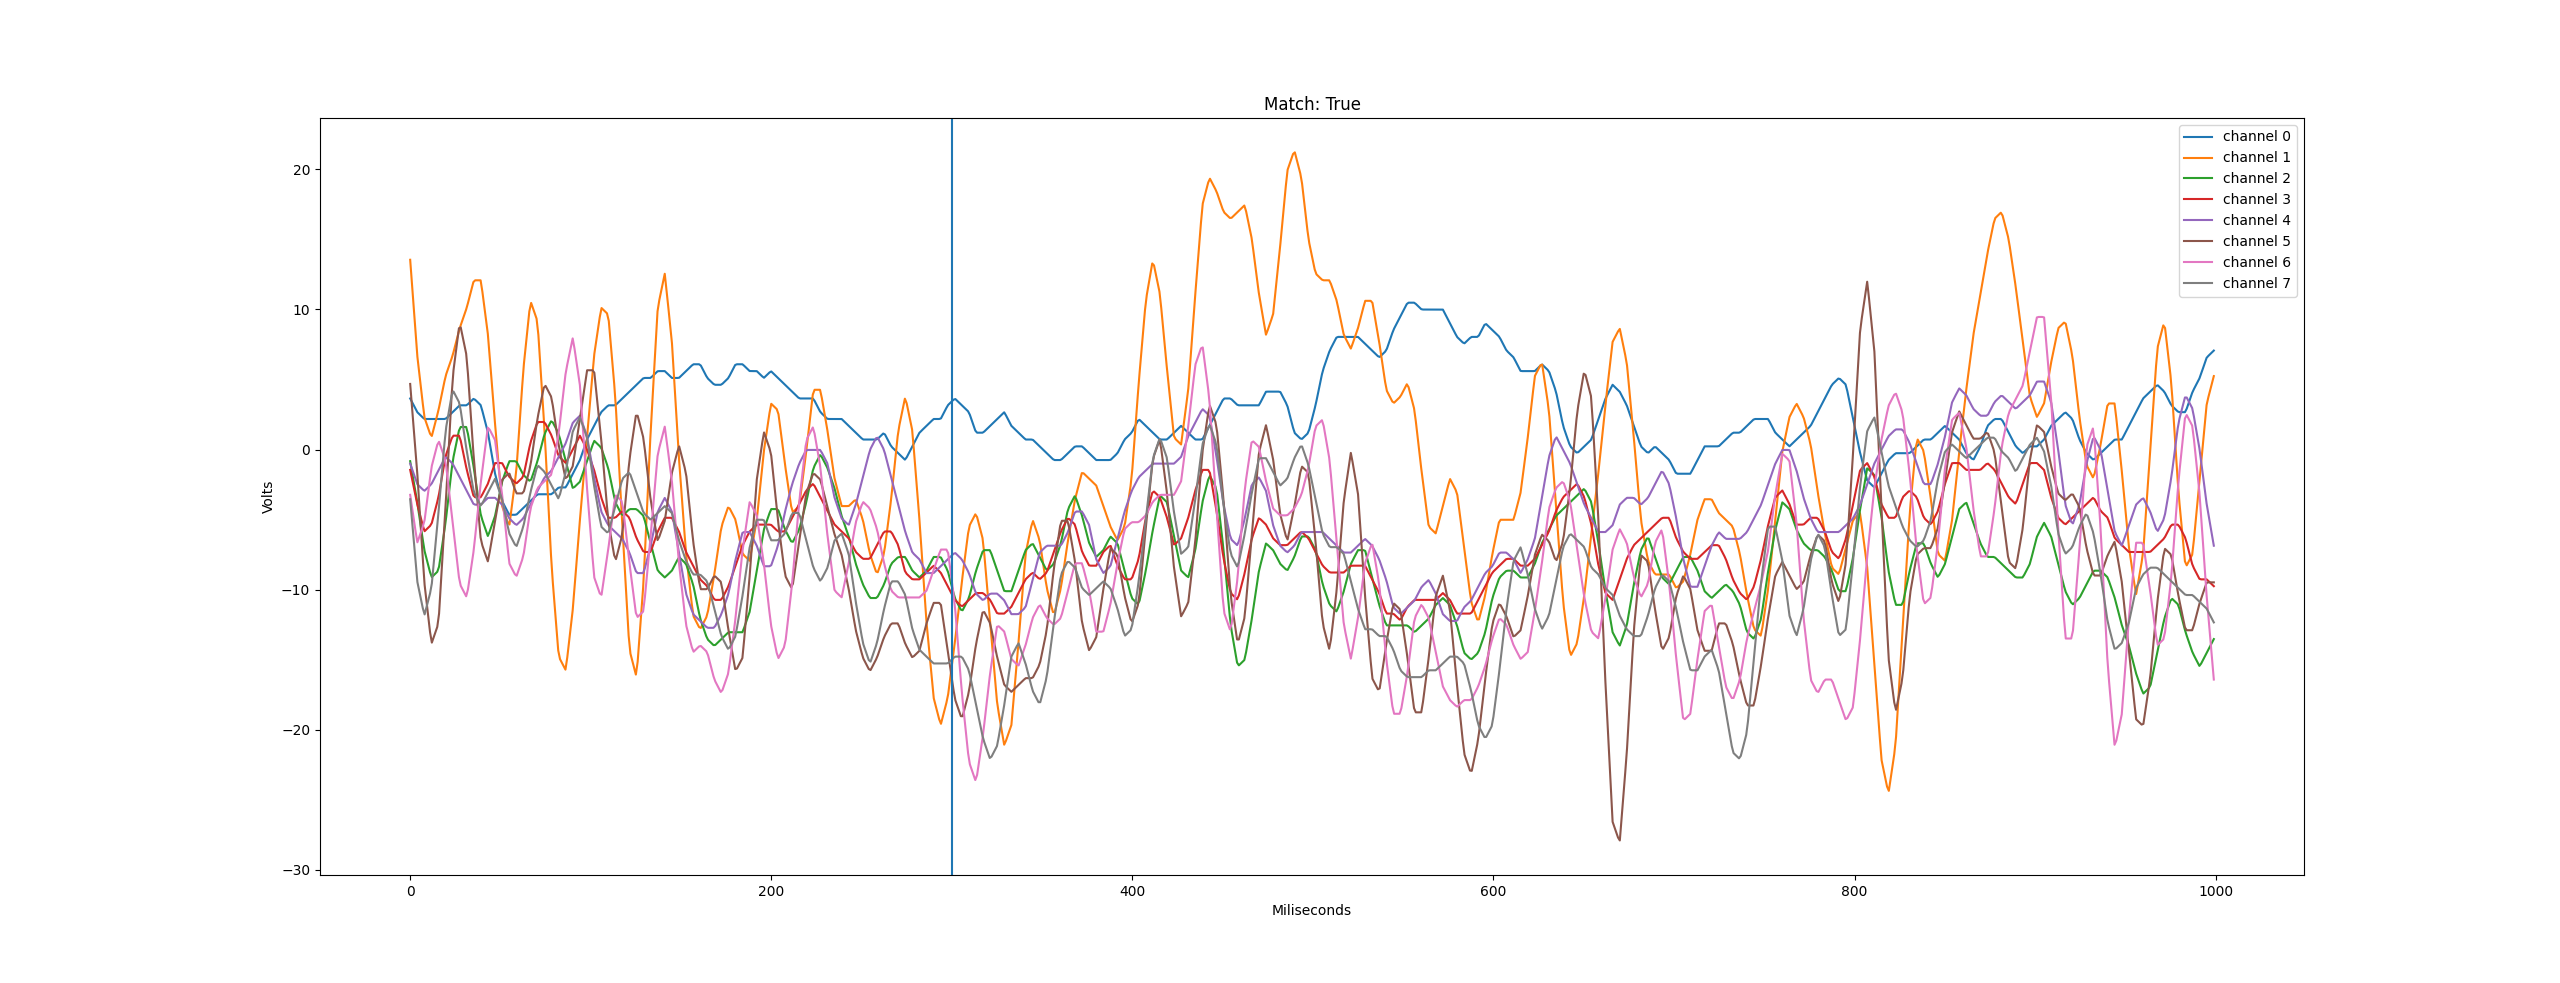 Match: True
channel 0
channel 1
channel 2
channel 3
channel 4
channel 5
channel 6
channel 7
20
10
0
−10
−20
−30
Volts
0 200 400 600 800 1000
Miliseconds